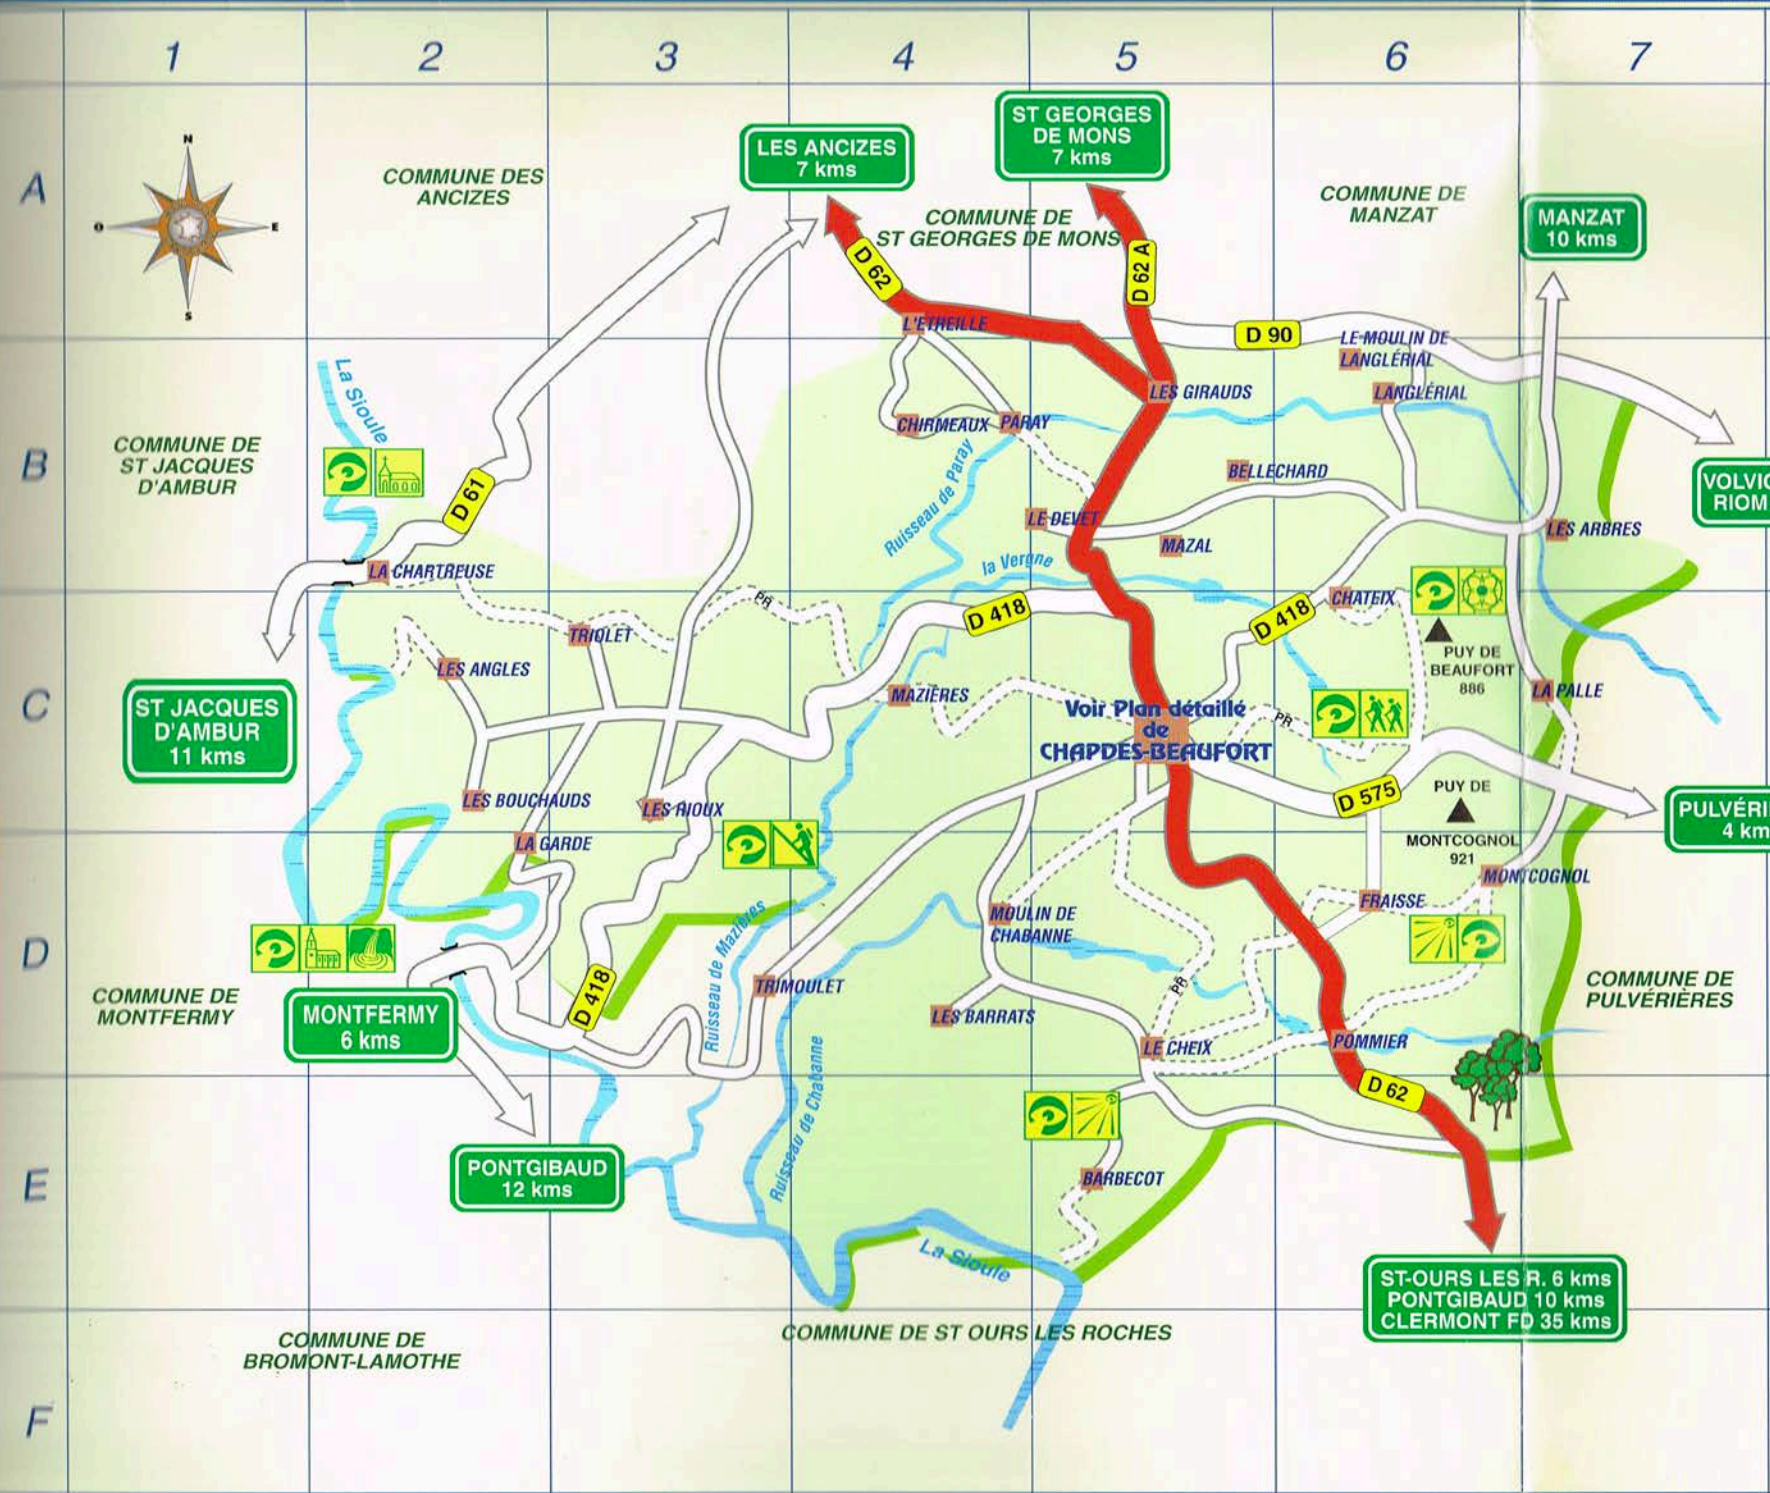 1
2
3
4
5
6
7
A
B
C
D
E
F
N
O
E
S
COMMUNE DES
ANCIZES
LES ANCIZES
7 kms
ST GEORGES
DE MONS
7 kms
COMMUNE DE
ST GEORGES DE MONS
COMMUNE DE
MANZAT
MANZAT
10 kms
D 62
D 62 A
L'ETREILLE
D 90
LE MOULIN DE
LANGLÉRIAL
LANGLÉRIAL
LES GIRAUDS
La Sioule
CHIRMEAUX
PARAY
COMMUNE DE
ST JACQUES
D'AMBUR
D 61
Ruisseau de Paray
BELLECHARD
LE DEVET
MAZAL
LES ARBRES
VOLVIC
RIOM
LA CHARTREUSE
la Vergne
PR
D 418
D 418
CHATEIX
TRIOLET
LES ANGLES
PUY DE
BEAUFORT
886
LA PALLE
MAZIÈRES
ST JACQUES
D'AMBUR
11 kms
Voir Plan détaillé
de
CHAPDES-BEAUFORT
PR
LES BOUCHAUDS
LES RIOUX
D 575
PUY DE
MONTCOGNOL
921
PULVÉRI
4 km
LA GARDE
MONTCOGNOL
FRAISSE
MOULIN DE
CHABANNE
Ruisseau de Mazières
D 418
TRIMOULET
LES BARRATS
PR
COMMUNE DE
PULVÉRIÈRES
COMMUNE DE
MONTFERMY
MONTFERMY
6 kms
LE CHEIX
POMMIER
Ruisseau de Chabanne
D 62
PONTGIBAUD
12 kms
BARBECOT
La Sioule
ST-OURS LES R. 6 kms
PONTGIBAUD 10 kms
CLERMONT FD 35 kms
COMMUNE DE
BROMONT-LAMOTHE
COMMUNE DE ST OURS LES ROCHES